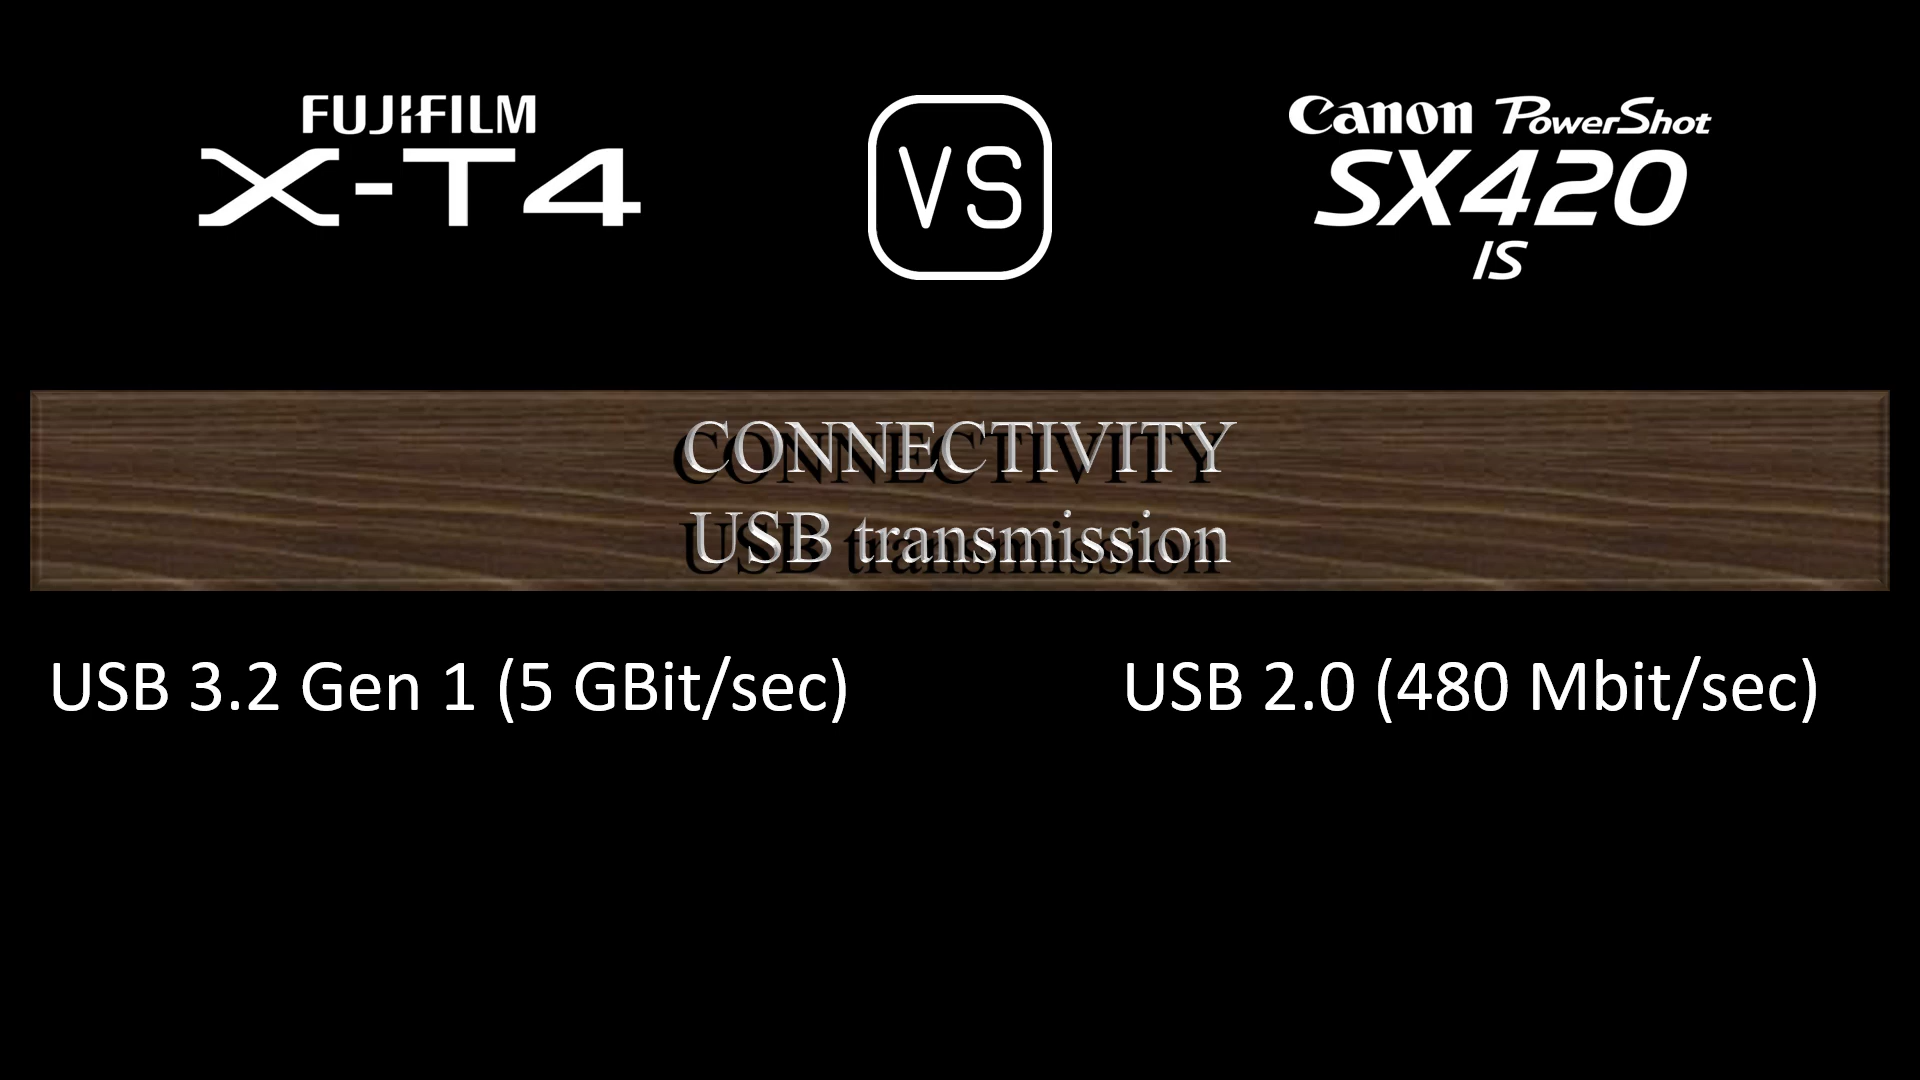 FUJIFILM
X-T4
VS
Canon PowerShot
SX420
IS
CONNECTIVITY
USB transmission
USB 3.2 Gen 1 (5 GBit/sec)
USB 2.0 (480 Mbit/sec)